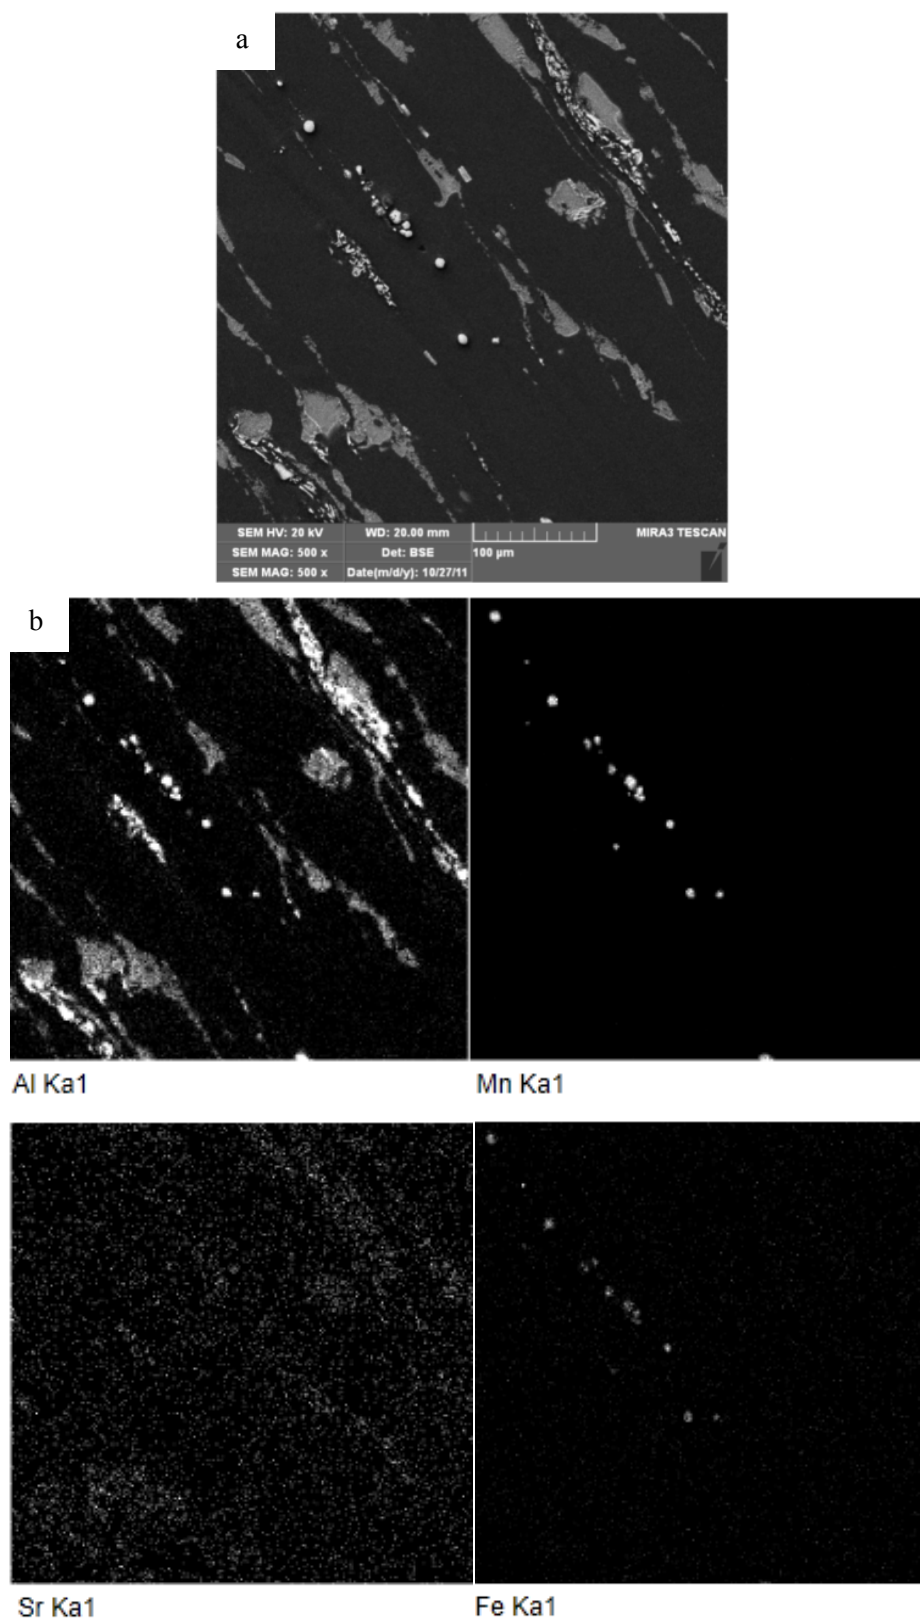 a
SEM HV: 20 kV WD: 20.00 mm MIRA3 TESCAN
SEM MAG: 500 x Det: BSE 100 µm
SEM MAG: 500 x Date(m/d/y): 10/27/11
b
Al Ka1 Mn Ka1
Sr Ka1 Fe Ka1